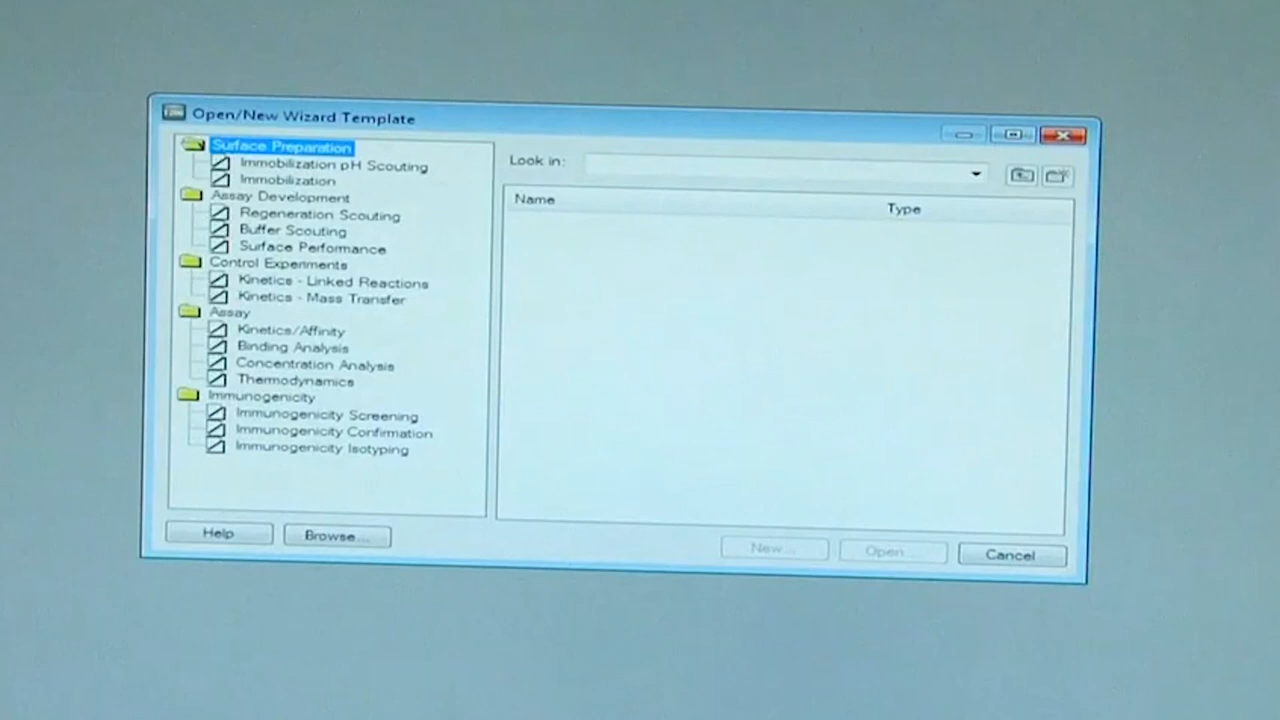 Open/New Wizard Template
Surface Preparation
Immobilization pH Scouting
Immobilization
Assay Development
Regeneration Scouting
Buffer Scouting
Surface Performance
Control Experiments
Kinetics - Linked Reactions
Kinetics - Mass Transfer
Assay
Kinetics/Affinity
Binding Analysis
Concentration Analysis
Thermodynamics
Immunogenicity
Immunogenicity Screening
Immunogenicity Confirmation
Immunogenicity Isotyping
Look in:
Name Type
Help Browse... New... Open... Cancel